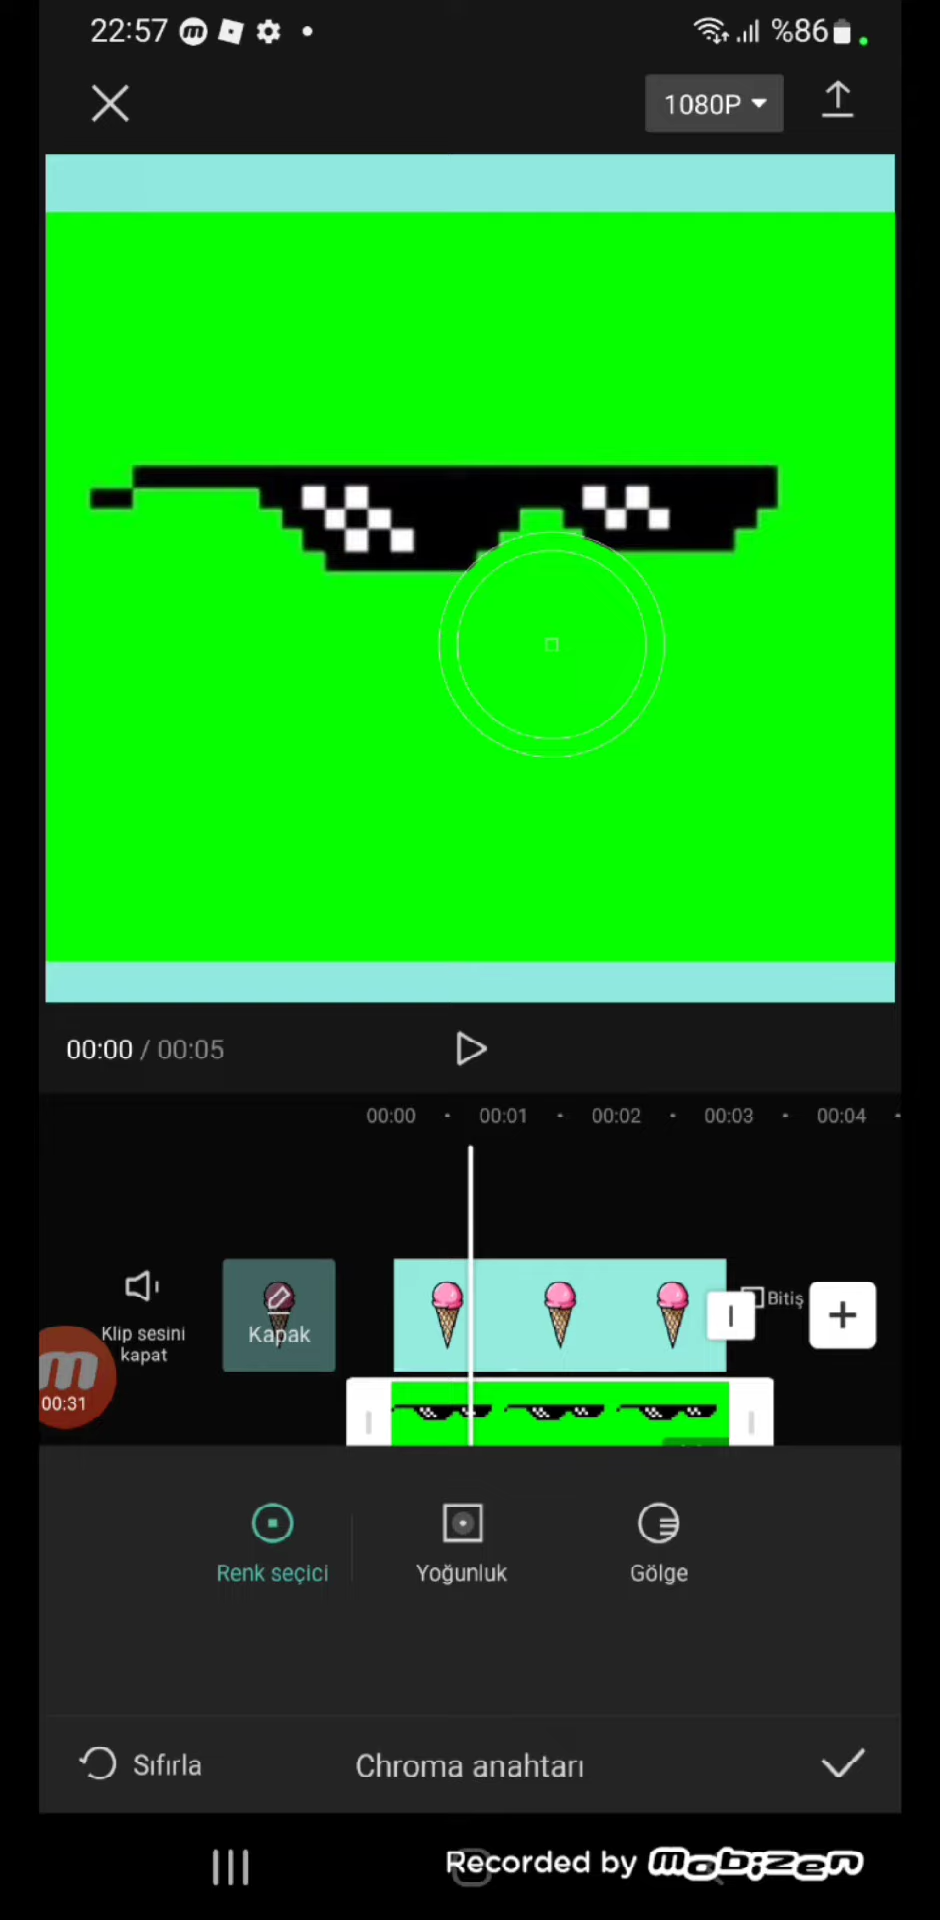 22:57 %86
1080P
00:00 / 00:05
00:00 00:01 00:02 00:03 00:04
Klip sesini
kapat
Kapak
Bitiş
m
00:31
Renk seçici
Yoğunluk
Gölge
Sıfırla
Chroma anahtarı
Recorded by mobizen